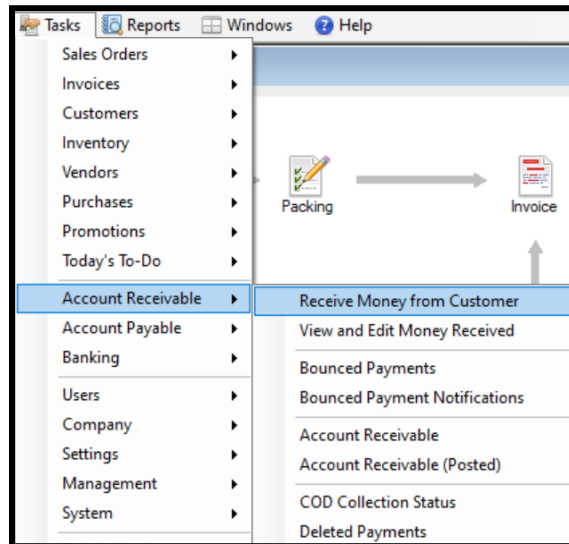 Tasks Reports Windows Help
Sales Orders
Invoices
Customers
Inventory
Vendors
Purchases
Promotions
Today's To-Do
Account Receivable
Account Payable
Banking
Users
Company
Settings
Management
System
Packing
Invoice
Receive Money from Customer
View and Edit Money Received
Bounced Payments
Bounced Payment Notifications
Account Receivable
Account Receivable (Posted)
COD Collection Status
Deleted Payments